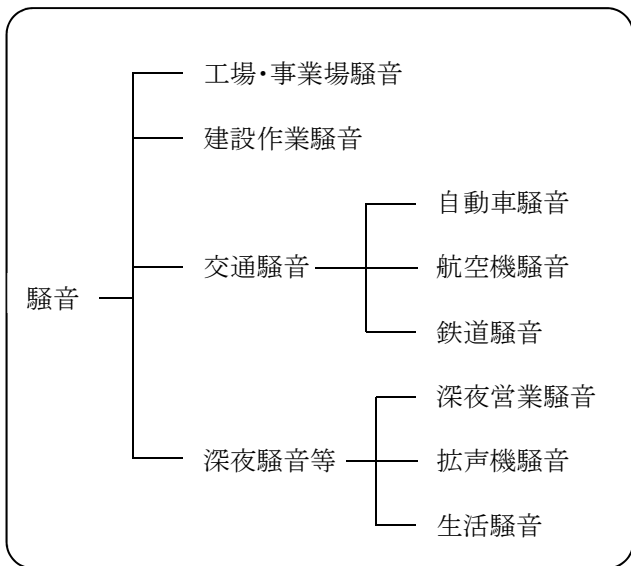 騒音
工場・事業場騒音
建設作業騒音
交通騒音
自動車騒音
航空機騒音
鉄道騒音
深夜騒音等
深夜営業騒音
拡声機騒音
生活騒音